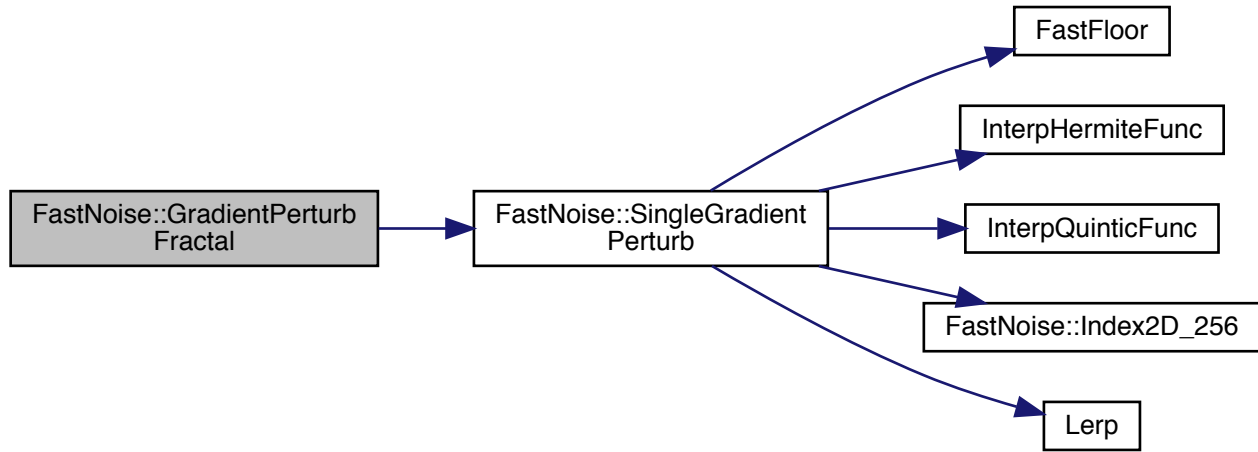 FastNoise::GradientPerturb
Fractal
FastNoise::SingleGradient
Perturb
FastFloor
InterpHermiteFunc
InterpQuinticFunc
FastNoise::Index2D_256
Lerp